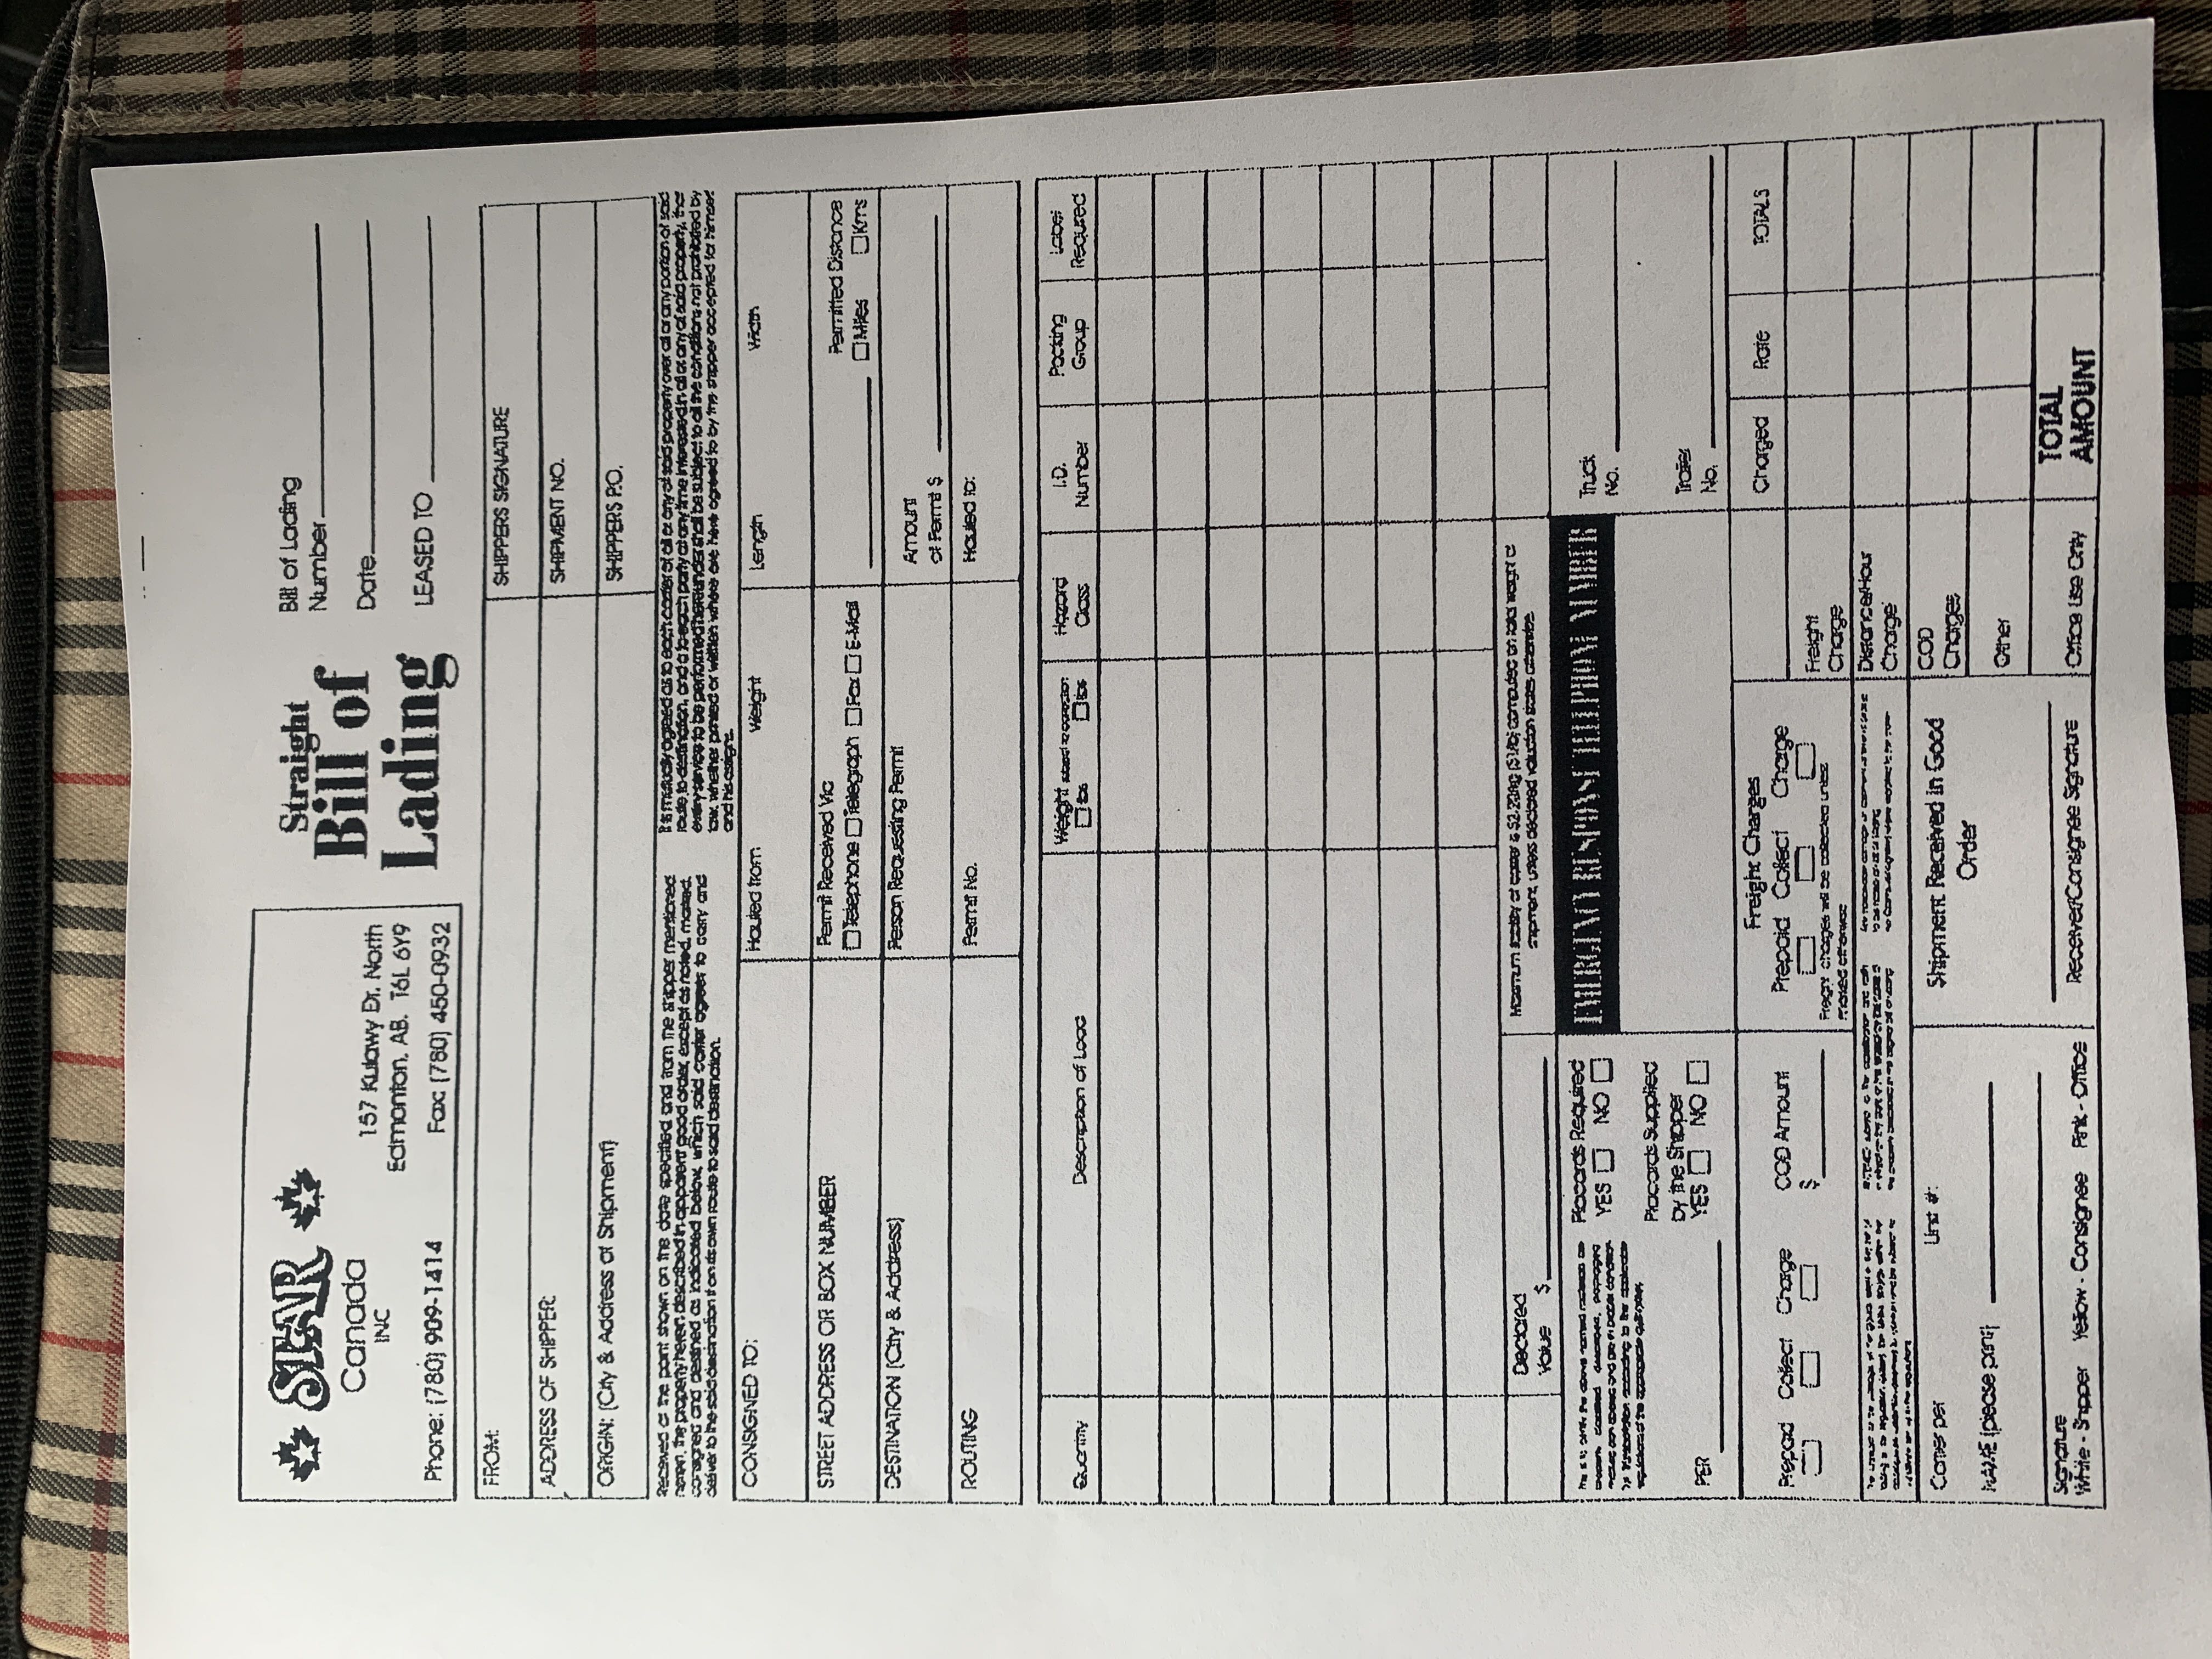 STAR
Canada
INC
157 Kulawy Dr. North
Edmonton, AB. T6L 6Y9
Phone: (780) 909-1414 Fax: (780) 450-0932
Straight
Bill of
Lading
Bill of Lading
Number
Date
LEASED TO
FROM: SHIPPERS SIGNATURE
ADDRESS OF SHIPPER: SHIPMENT NO.
ORIGIN: (City & Address of Shipment) SHIPPERS P.O.
Received at the point shown on the date specified and from the shipper mentioned
herein, the property herein described in apparent good order, except as noted, marked,
consigned and destined as indicated below, which said carrier agrees to carry and
deliver to the said destination if on its own route to said destination.
It is mutually agreed as to each carrier of all or any of said property over all or any portion of said
route to destination, and a to each party at any time interested in all or any of said property, that
every service to be performed hereunder shall be subject to all the conditions not prohibited by
law, whether printed or written where are here agreed to by the shipper accepted for himself
and his assigns.
CONSIGNED TO: Hauled from Weight Length Width
STREET ADDRESS OR BOX NUMBER Permit Received Via Permitted Distance
Telephone Telegraph Fax E-Mail Miles Kms
DESTINATION (City & Address) Person Requesting Permit Amount
of Permit $
ROUTING Permit No. Hauled to:
Quantity Description of Load Weight subject to correction lbs lbs Hazard Class I.D. Number Packing Group Label Required
Declared
Value $
Maximum liability of carrier is $2.20/kg ($1/lb) computed on total weight of
shipment, unless declared valuation states otherwise.
Placards Required
YES NO
Placards Supplied
by the Shipper
YES NO
PER
EMERGENCY RESPONSE TELEPHONE NUMBER
Truck
No.
Trailer
No.
Prepaid Collect Charge COD Amount
$
Freight Charges
Prepaid Collect Charge
Freight charges will be collected unless
marked otherwise
Charged Rate TOTALS
Freight
Charge
Distance/Hour
Charge
COD
Charges
Other
Office Use Only TOTAL
AMOUNT
Carrier per Unit #:
NAME (please print)
Signature
White - Shipper Yellow - Consignee Pink - Office
Shipment Received in Good
Order
Receiver/Consignee Signature